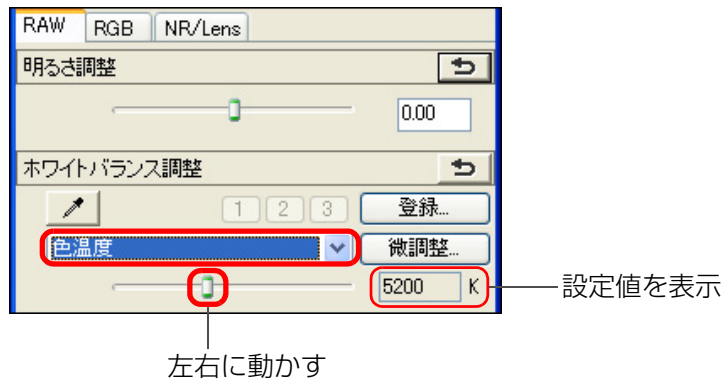 RAW RGB NR/Lens
明るさ調整
0.00
ホワイトバランス調整
1 2 3 登録...
色温度 微調整...
5200 K 設定値を表示
左右に動かす